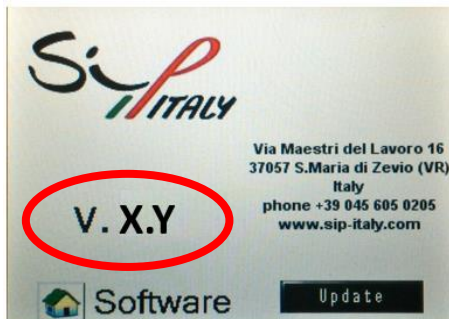 Sip
ITALY
Via Maestri del Lavoro 16
37057 S.Maria di Zevio (VR)
Italy
phone +39 045 605 0205
www.sip-italy.com
V. X.Y
Software
Update